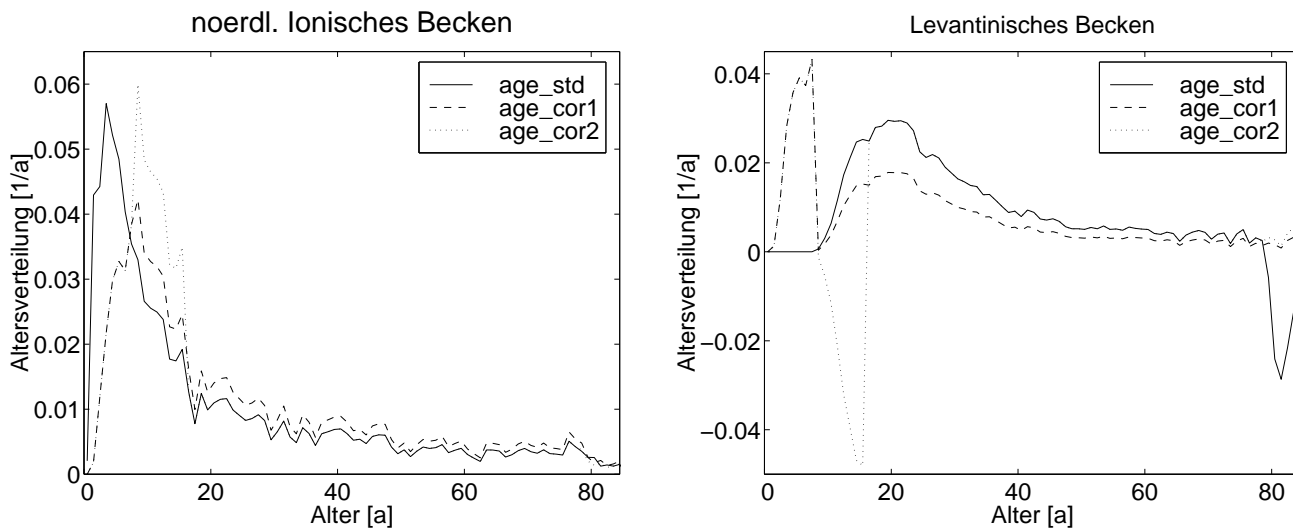 noerdl. Ionisches Becken
age_std
age_cor1
age_cor2
0.06
0.05
0.04
0.03
0.02
0.01
0
Altersverteilung [1/a]
0 20 40 60 80
Alter [a]
Levantinisches Becken
age_std
age_cor1
age_cor2
0.04
0.02
0
−0.02
−0.04
Altersverteilung [1/a]
0 20 40 60 80
Alter [a]